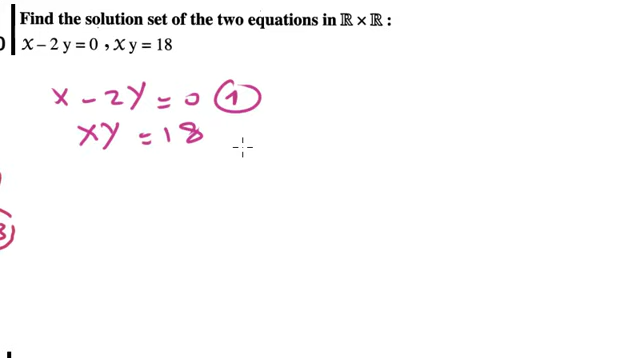 Find the solution set of the two equations in ℝ × ℝ :
x – 2 y = 0 , x y = 18
x – 2y = 0 ①
xy = 18